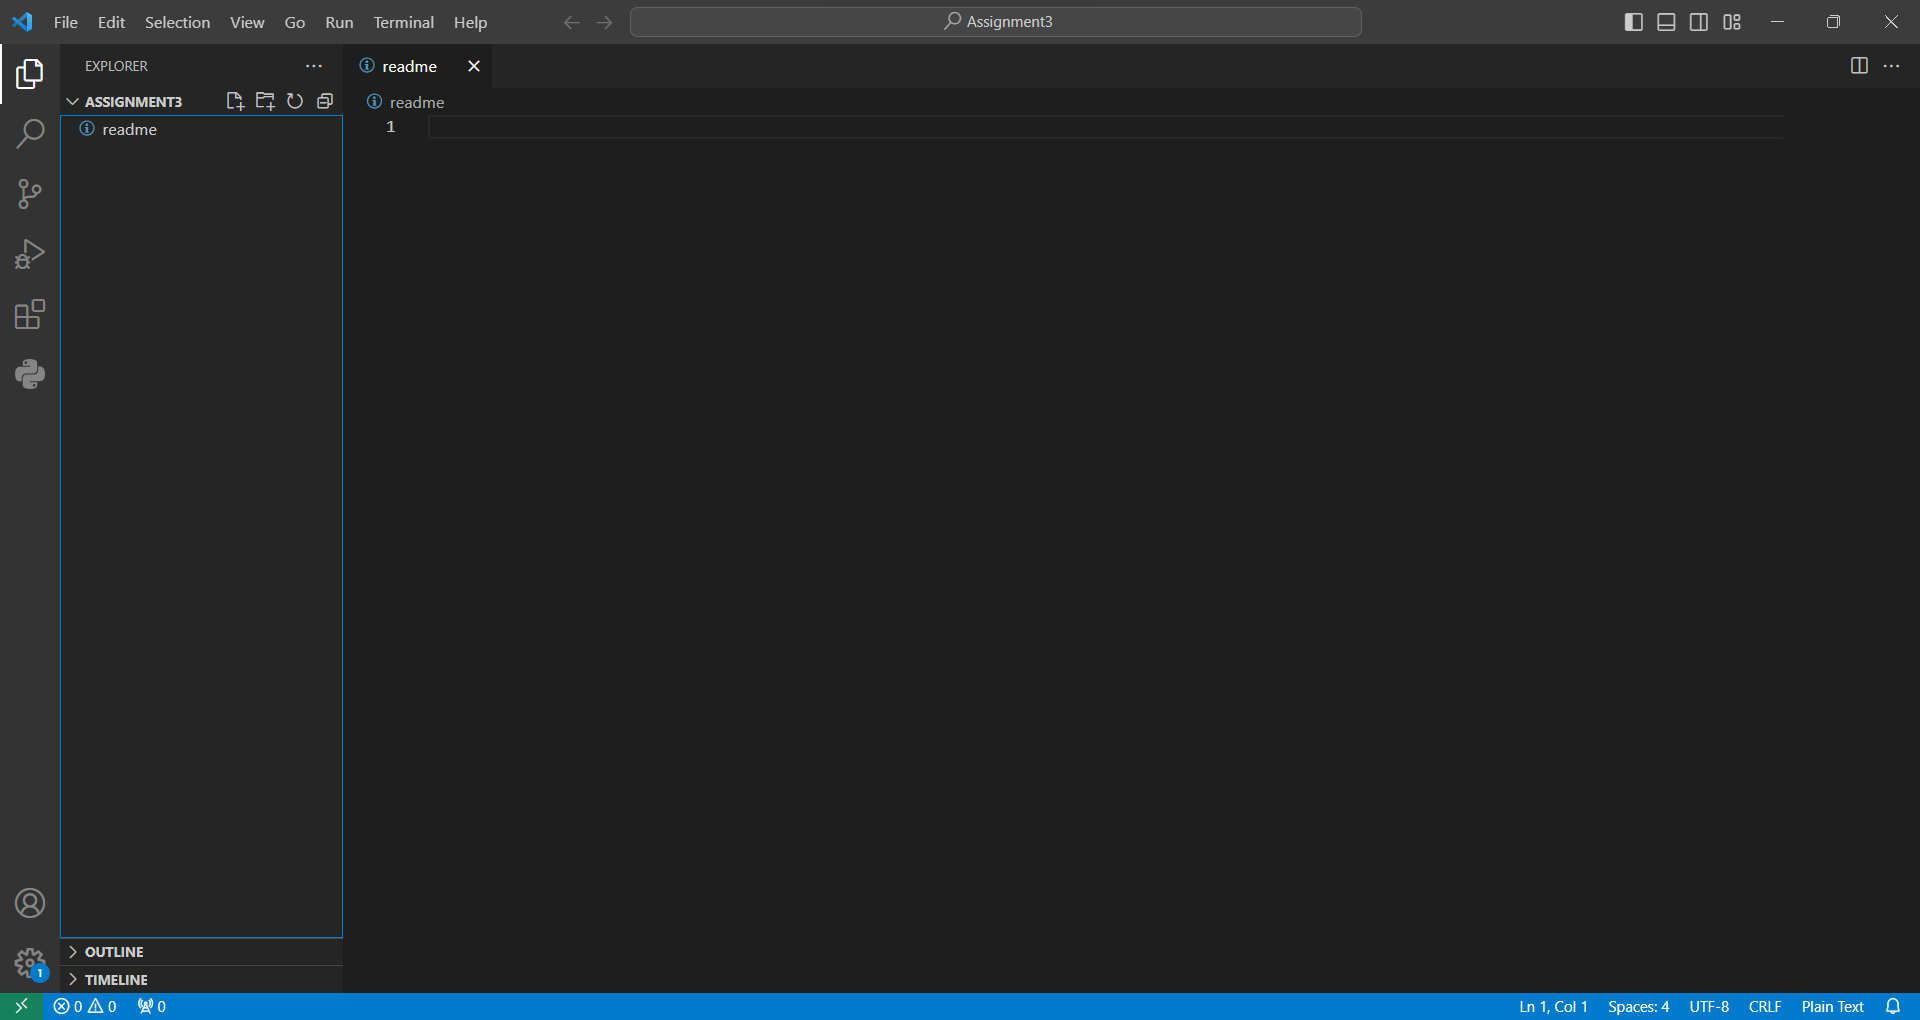 File Edit Selection View Go Run Terminal Help Assignment3
EXPLORER
readme
ASSIGNMENT3
readme
readme
1
OUTLINE
TIMELINE
1
0 0 0
Ln 1, Col 1 Spaces: 4 UTF-8 CRLF Plain Text